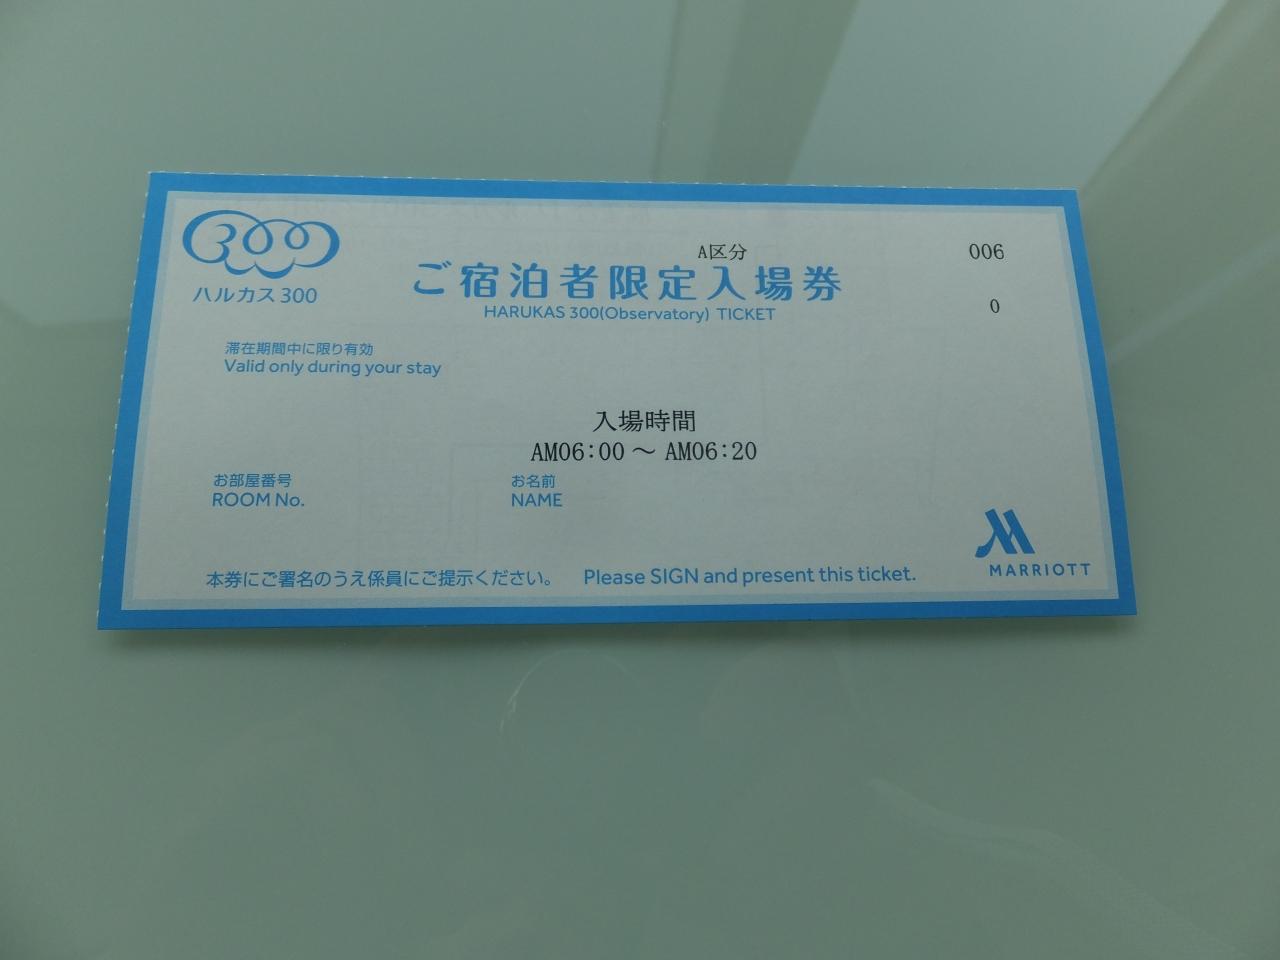 ハルカス300
A区分
006
ご宿泊者限定入場券
HARUKAS 300(Observatory) TICKET
0
滞在期間中に限り有効
Valid only during your stay
入場時間
AM06:00 ～ AM06:20
お部屋番号
ROOM No.
お名前
NAME
本券にご署名のうえ係員にご提示ください。 Please SIGN and present this ticket.
MARRIOTT